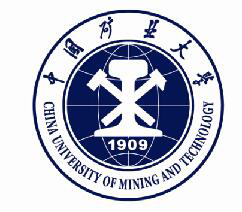 中国矿业大学
1909
CHINA UNIVERSITY OF MINING AND TECHNOLOGY